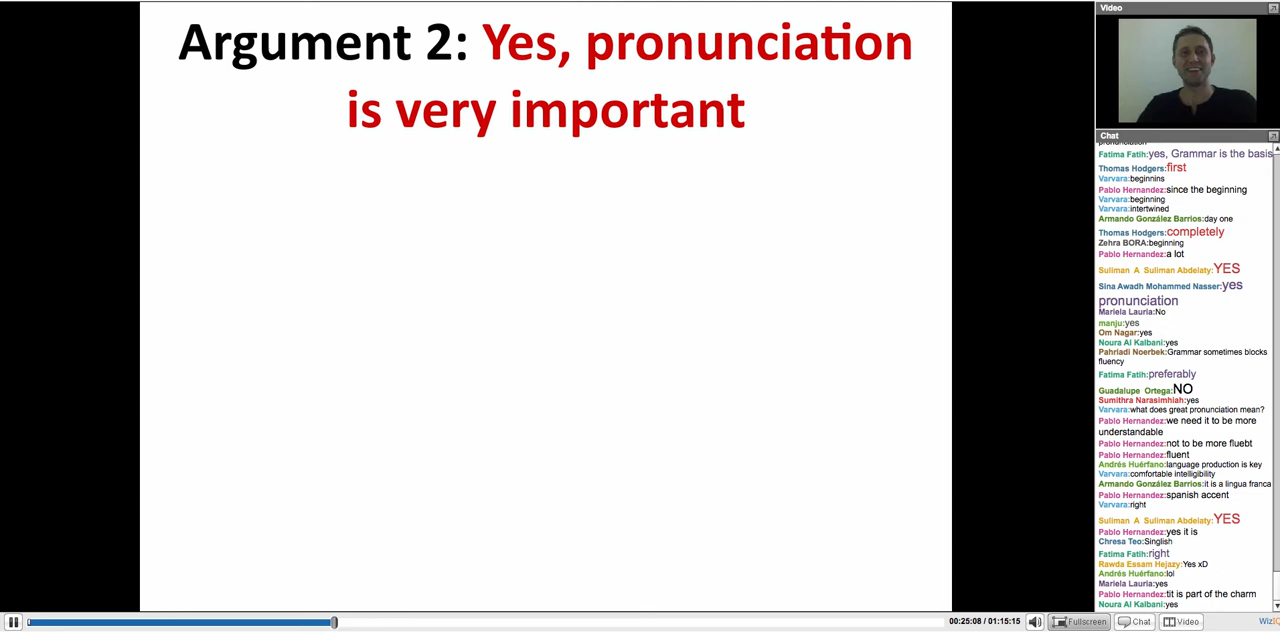 Argument 2: Yes, pronunciation
is very important
Video
Chat
pronunciation
Fatima Fatih:yes, Grammar is the basis
Thomas Hodgers:first
Varvara:beginnins
Pablo Hernandez:since the beginning
Varvara:beginning
Varvara:intertwined
Armando González Barrios:day one
Thomas Hodgers:completely
Zehra BORA:beginning
Pablo Hernandez:a lot
Suliman A Suliman Abdelaty:YES
Sina Awadh Mohammed Nasser:yes
pronunciation
Mariela Lauria:No
manju:yes
Om Nagar:yes
Noura Al Kalbani:yes
Pahriadi Noerbek:Grammar sometimes blocks
fluency
Fatima Fatih:preferably
Guadalupe Ortega:NO
Sumithra Narasimhiah:yes
Varvara:what does great pronunciation mean?
Pablo Hernandez:we need it to be more
understandable
Pablo Hernandez:not to be more fluebt
Pablo Hernandez:fluent
Andrés Huérfano:language production is key
Varvara:comfortable intelligibility
Armando González Barrios:it is a lingua franca
Pablo Hernandez:spanish accent
Varvara:right
Suliman A Suliman Abdelaty:YES
Pablo Hernandez:yes it is
Chresa Teo:Singlish
Fatima Fatih:right
Rawda Essam Hejazy:Yes xD
Andrés Huérfano:lol
Mariela Lauria:yes
Pablo Hernandez:tit is part of the charm
Noura Al Kalbani:yes
00:25:08 / 01:15:15 Fullscreen Chat Video WizIQ